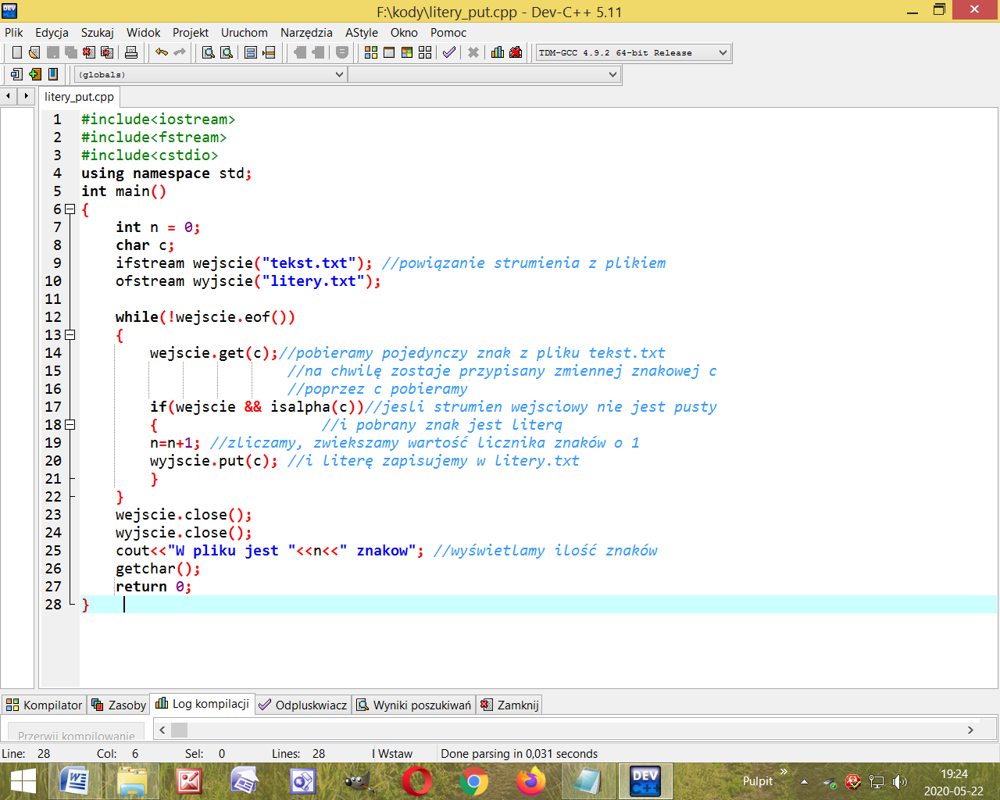 F:\kody\litery_put.cpp - Dev-C++ 5.11
Plik Edycja Szukaj Widok Projekt Uruchom Narzędzia AStyle Okno Pomoc
TDM-GCC 4.9.2 64-bit Release
(globals)
litery_put.cpp
1 #include<iostream>
2 #include<fstream>
3 #include<cstdio>
4 using namespace std;
5 int main()
6 {
7 int n = 0;
8 char c;
9 ifstream wejscie("tekst.txt"); //powiązanie strumienia z plikiem
10 ofstream wyjscie("litery.txt");
11
12 while(!wejscie.eof())
13 {
14 wejscie.get(c);//pobieramy pojedynczy znak z pliku tekst.txt
15 //na chwilę zostaje przypisany zmiennej znakowej c
16 //poprzez c pobieramy
17 if(wejscie && isalpha(c))//jesli strumien wejsciowy nie jest pusty
18 { //i pobrany znak jest literą
19 n=n+1; //zliczamy, zwiekszamy wartość licznika znaków o 1
20 wyjscie.put(c); //i literę zapisujemy w litery.txt
21 }
22 }
23 wejscie.close();
24 wyjscie.close();
25 cout<<"W pliku jest "<<n<<" znakow"; //wyświetlamy ilość znaków
26 getchar();
27 return 0;
28 }
Kompilator Zasoby Log kompilacji Odpluskwiacz Wyniki poszukiwań Zamknij
Przerwij kompilowanie
Line: 28 Col: 6 Sel: 0 Lines: 28 Wstaw Done parsing in 0,031 seconds
DEV C++
Pulpit
19:24
2020-05-22